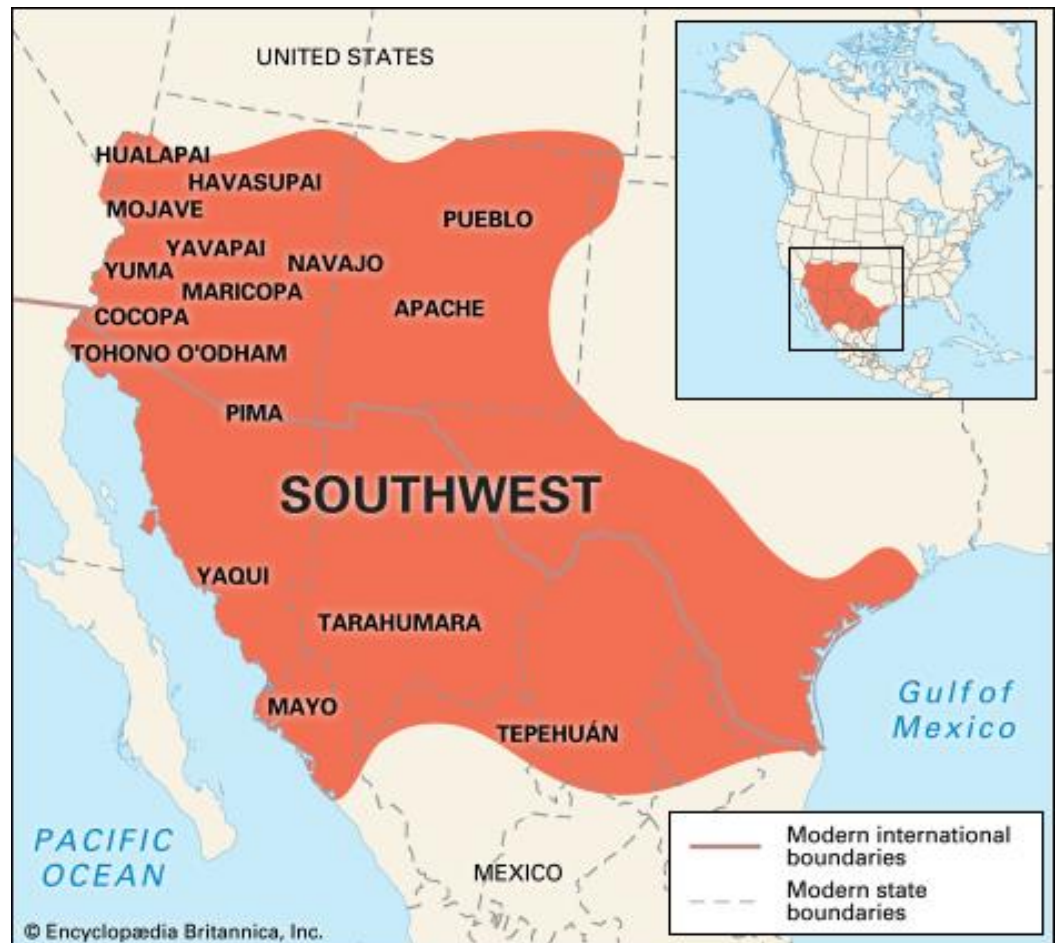 UNITED STATES
HUALAPAI
HAVASUPAI
MOJAVE
PUEBLO
YAVAPAI
NAVAJO
YUMA
MARICOPA
APACHE
COCOPA
TOHONO O'ODHAM
PIMA
SOUTHWEST
YAQUI
TARAHUMARA
MAYO
TEPEHUÁN
Gulf of
Mexico
PACIFIC
OCEAN
MEXICO
Modern international
boundaries
Modern state
boundaries
© Encyclopædia Britannica, Inc.